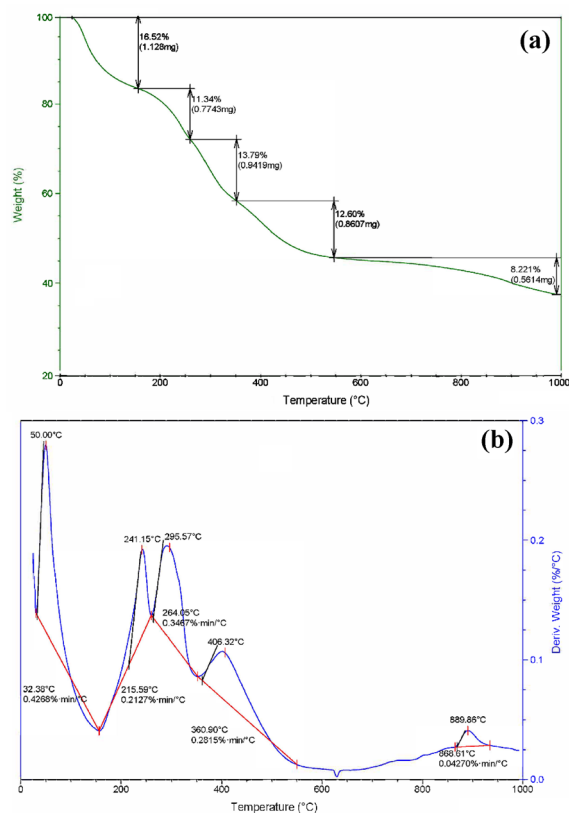 (a)
100
80
60
40
20
Weight (%)
16.52%
(1.128mg)
11.34%
(0.7743mg)
13.79%
(0.9419mg)
12.60%
(0.8607mg)
8.221%
(0.5614mg)
0
200
400
600
800
1000
Temperature (°C)
(b)
50.00°C
241.15°C
295.57°C
264.05°C
0.3467%·min/°C
406.32°C
32.38°C
0.4268%·min/°C
215.59°C
0.2127%·min/°C
360.90°C
0.2815%·min/°C
889.86°C
868.61°C
0.04270%·min/°C
0.3
0.2
0.1
0.0
Deriv. Weight (%/°C)
0
200
400
600
800
1000
Temperature (°C)